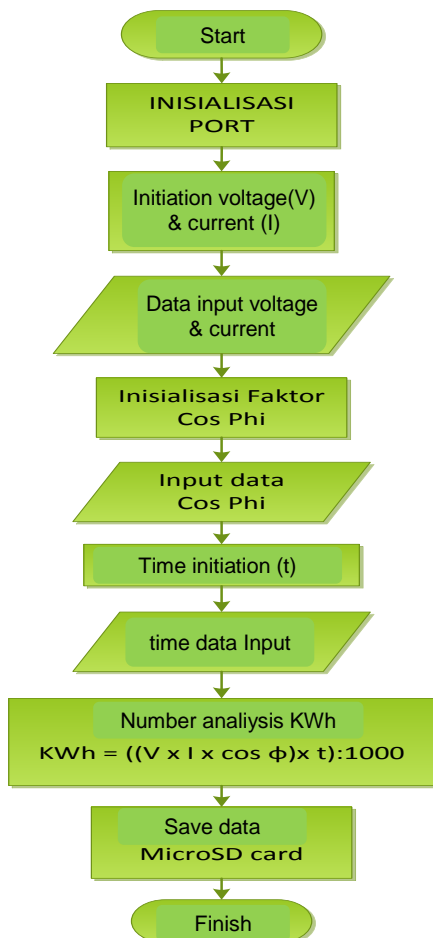 Start
INISIALISASI
PORT
Initiation voltage(V)
& current (I)
Data input voltage
& current
Inisialisasi Faktor
Cos Phi
Input data
Cos Phi
Time initiation (t)
time data Input
Number analiysis KWh
KWh = ((V x I x cos ϕ)x t):1000
Save data
MicroSD card
Finish